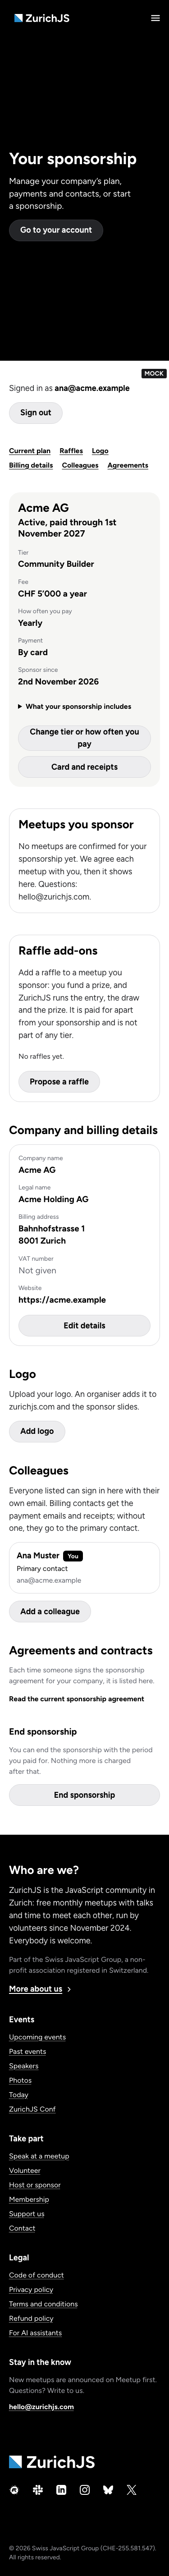 ZurichJS
Your sponsorship
Manage your company's plan,
payments and contacts, or start
a sponsorship.
Go to your account
MOCK
Signed in as ana@acme.example
Sign out
Current plan Raffles Logo
Billing details Colleagues Agreements
Acme AG
Active, paid through 1st
November 2027
Tier
Community Builder
Fee
CHF 5'000 a year
How often you pay
Yearly
Payment
By card
Sponsor since
2nd November 2026
What your sponsorship includes
Change tier or how often you
pay
Card and receipts
Meetups you sponsor
No meetups are confirmed for your
sponsorship yet. We agree each
meetup with you, then it shows
here. Questions:
hello@zurichjs.com.
Raffle add-ons
Add a raffle to a meetup you
sponsor: you fund a prize, and
ZurichJS runs the entry, the draw
and the prize. It is paid for apart
from your sponsorship and is not
part of any tier.
No raffles yet.
Propose a raffle
Company and billing details
Company name
Acme AG
Legal name
Acme Holding AG
Billing address
Bahnhofstrasse 1
8001 Zurich
VAT number
Not given
Website
https://acme.example
Edit details
Logo
Upload your logo. An organiser adds it to
zurichjs.com and the sponsor slides.
Add logo
Colleagues
Everyone listed can sign in here with their
own email. Billing contacts get the
payment emails and receipts; without
one, they go to the primary contact.
Ana Muster You
Primary contact
ana@acme.example
Add a colleague
Agreements and contracts
Each time someone signs the sponsorship
agreement for your company, it is listed here.
Read the current sponsorship agreement
End sponsorship
You can end the sponsorship with the period
you paid for. Nothing more is charged
after that.
End sponsorship
Who are we?
ZurichJS is the JavaScript community in
Zurich: free monthly meetups with talks
and time to meet each other, run by
volunteers since November 2024.
Everybody is welcome.
Part of the Swiss JavaScript Group, a non-
profit association registered in Switzerland.
More about us
Events
Upcoming events
Past events
Speakers
Photos
Today
ZurichJS Conf
Take part
Speak at a meetup
Volunteer
Host or sponsor
Membership
Support us
Contact
Legal
Code of conduct
Privacy policy
Terms and conditions
Refund policy
For AI assistants
Stay in the know
New meetups are announced on Meetup first.
Questions? Write to us.
hello@zurichjs.com
ZurichJS
© 2026 Swiss JavaScript Group (CHE-255.581.547).
All rights reserved.